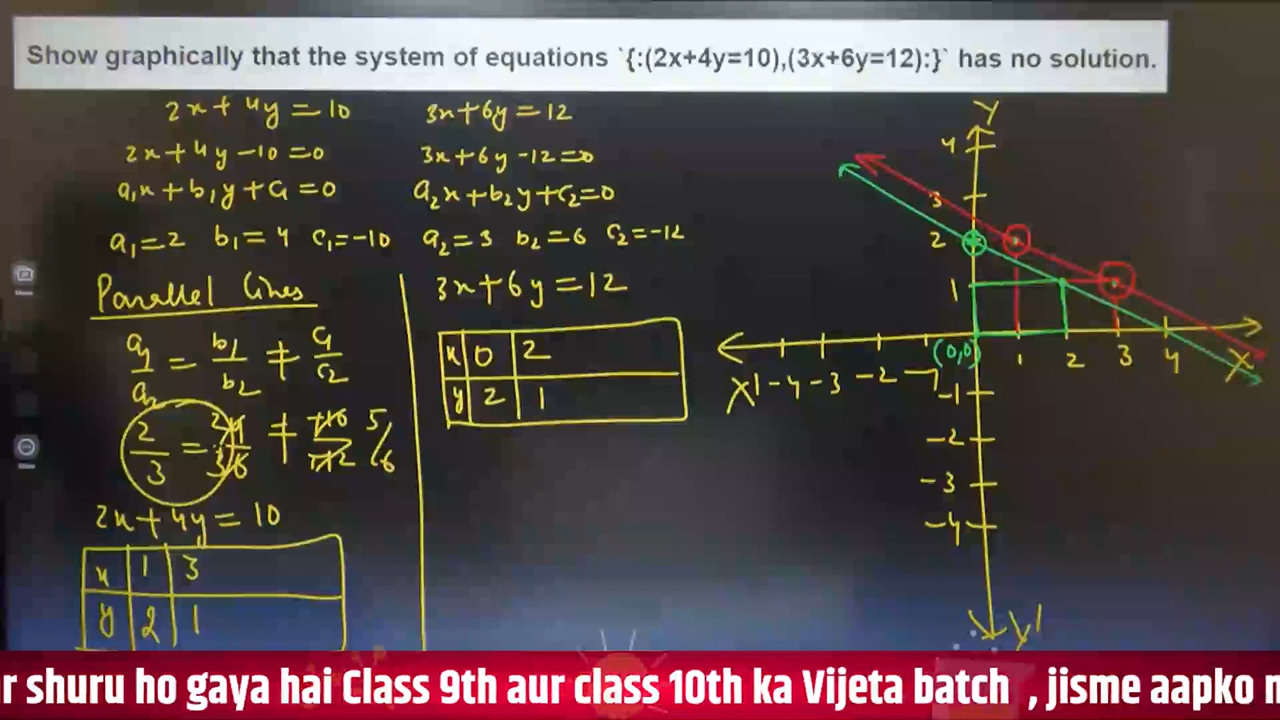 Show graphically that the system of equations `{:(2x+4y=10),(3x+6y=12):}` has no solution.
2x + 4y = 10
2x + 4y - 10 = 0
a₁x + b₁y + c₁ = 0
a₁ = 2 b₁ = 4 c₁ = -10
3x + 6y = 12
3x + 6y - 12 = 0
a₂x + b₂y + c₂ = 0
a₂ = 3 b₂ = 6 c₂ = -12
Parallel lines
a₁/a₂ = b₁/b₂ ≠ c₁/c₂
2/3 = 2 4/3 6 ≠ -10/-12 5/6
2x + 4y = 10
x 1 3
y 2 1
3x + 6y = 12
x 0 2
y 2 1
Y
4
3
2
1
(0,0) 1 2 3 4 X
X' -4 -3 -2 -1
-1
-2
-3
-4
Y'
r shuru ho gaya hai Class 9th aur class 10th ka Vijeta batch , jisme aapko